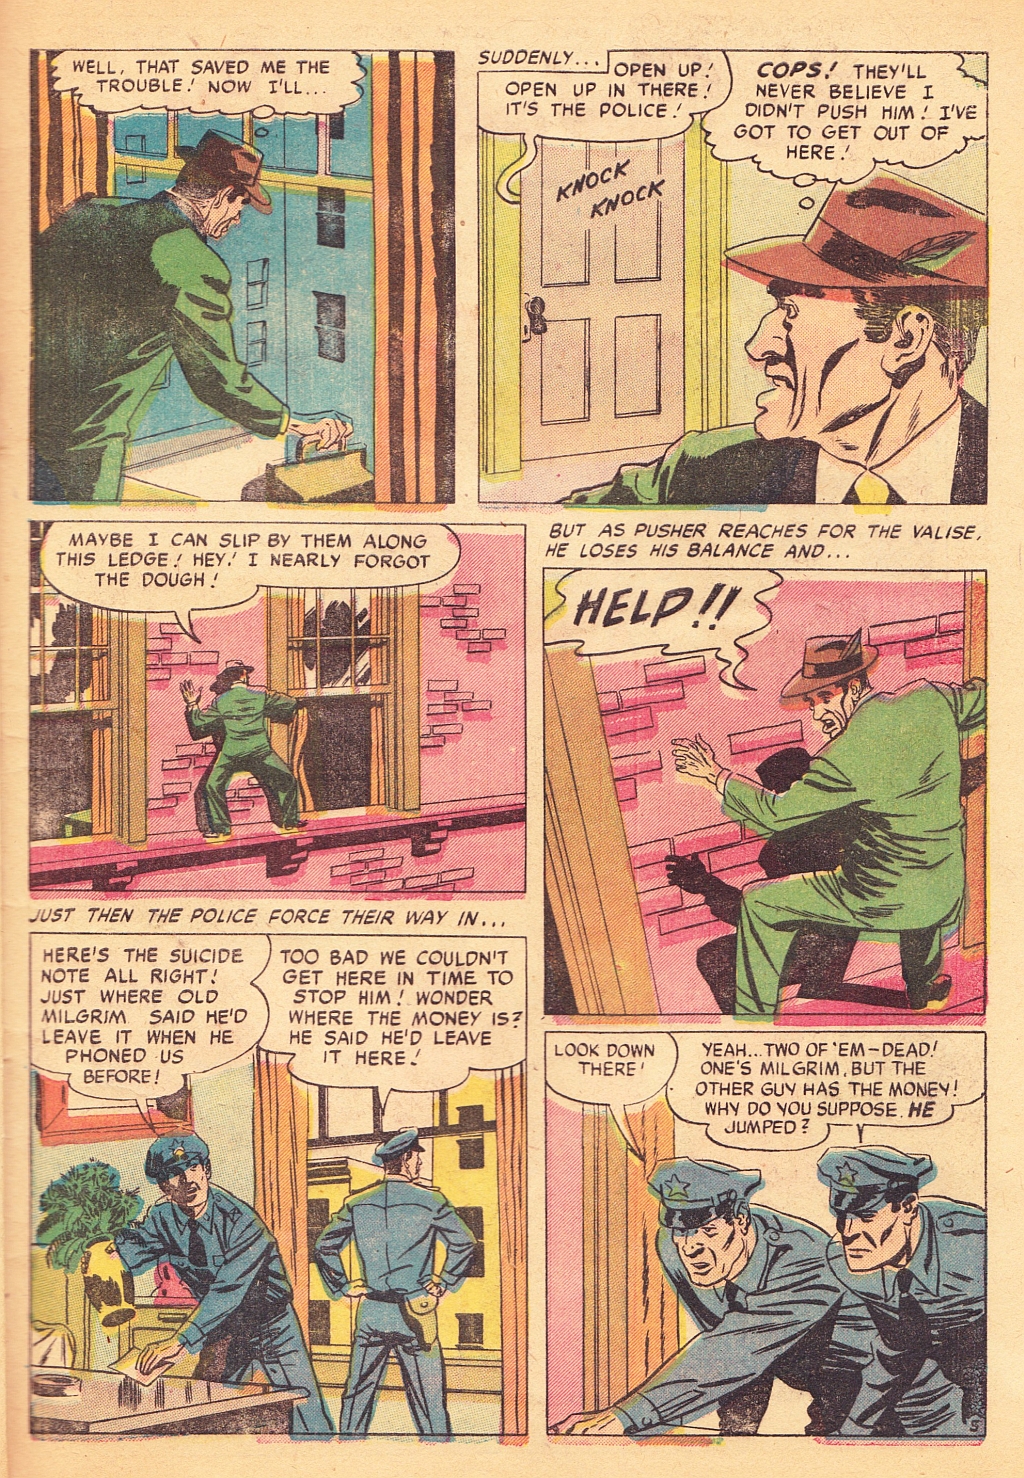 WELL, THAT SAVED ME THE
TROUBLE! NOW I'LL...
SUDDENLY...
OPEN UP!
OPEN UP IN THERE!
IT'S THE POLICE!
COPS! THEY'LL
NEVER BELIEVE I
DIDN'T PUSH HIM! I'VE
GOT TO GET OUT OF
HERE!
KNOCK
KNOCK
MAYBE I CAN SLIP BY THEM ALONG
THIS LEDGE! HEY! I NEARLY FORGOT
THE DOUGH!
BUT AS PUSHER REACHES FOR THE VALISE,
HE LOSES HIS BALANCE AND...
HELP!!
JUST THEN THE POLICE FORCE THEIR WAY IN...
HERE'S THE SUICIDE
NOTE ALL RIGHT!
JUST WHERE OLD
MILGRIM SAID HE'D
LEAVE IT WHEN HE
PHONED US
BEFORE!
TOO BAD WE COULDN'T
GET HERE IN TIME TO
STOP HIM! WONDER
WHERE THE MONEY IS?
HE SAID HE'D LEAVE
IT HERE!
LOOK DOWN
THERE!
YEAH...TWO OF 'EM-DEAD!
ONE'S MILGRIM, BUT THE
OTHER GUY HAS THE MONEY!
WHY DO YOU SUPPOSE HE
JUMPED?
5